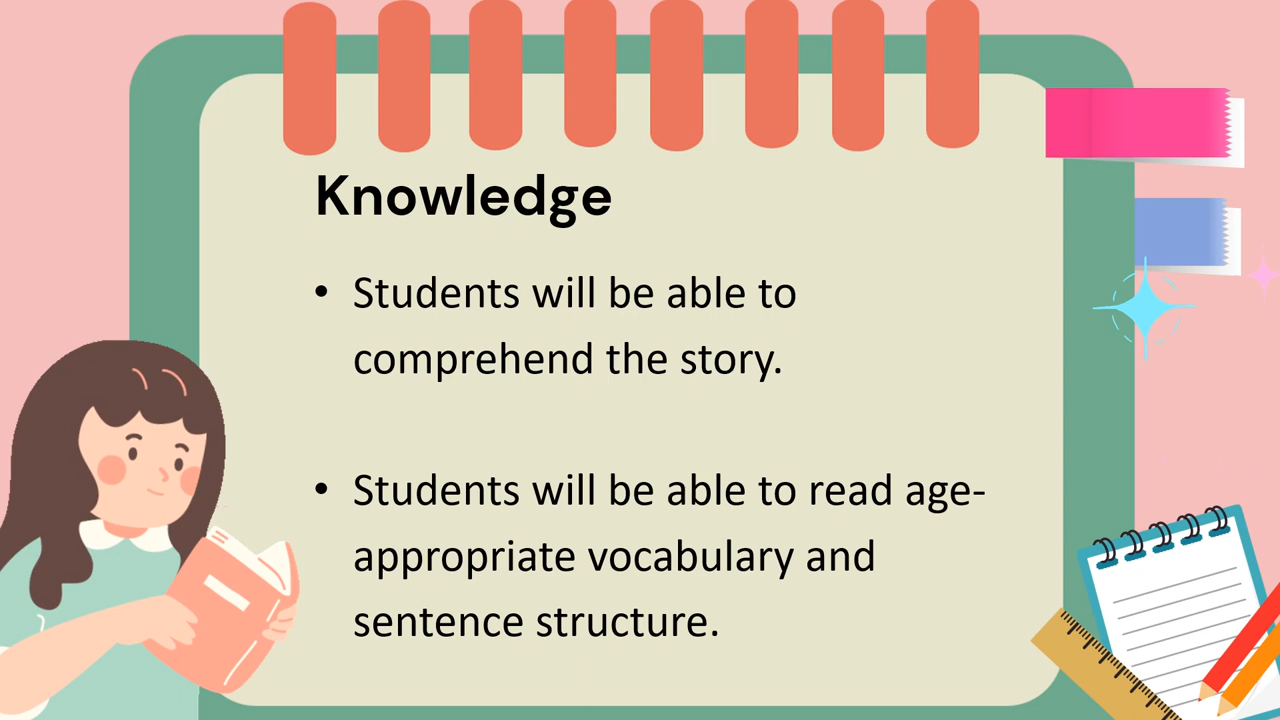 Knowledge
• Students will be able to
comprehend the story.
• Students will be able to read age-
appropriate vocabulary and
sentence structure.